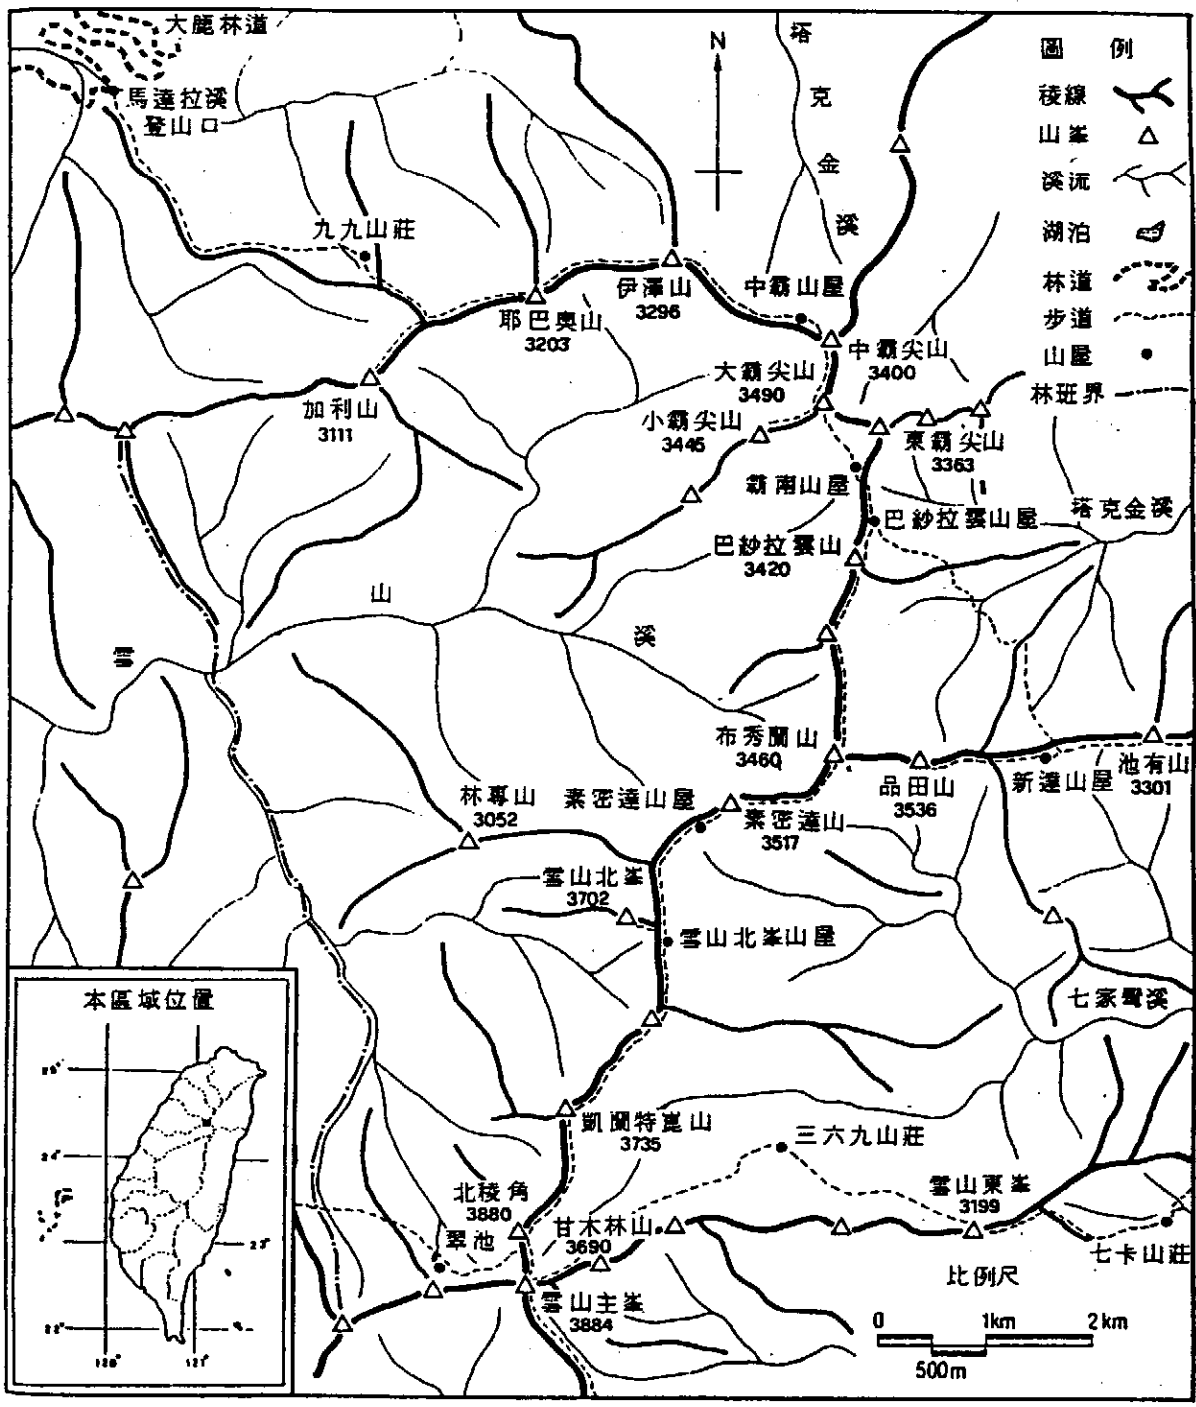 大鹿林道
馬達拉溪
登山口
N
塔
克
金
溪
圖 例
稜線
山峯
溪流
湖泊
林道
步道
山屋
林班界
九九山莊
伊澤山
3296
中霸山屋
耶巴奧山
3203
中霸尖山
3400
大霸尖山
3490
加利山
3111
小霸尖山
3445
東霸尖山
3363
霸南山屋
巴紗拉雲山屋
塔克金溪
巴紗拉雲山
3420
山
溪
雪
布秀蘭山
3460
品田山
3536
新達山屋
池有山
3301
林專山
3052
素密達山屋
素密達山
3517
雪山北峯
3702
雪山北峯山屋
七家灣溪
本區域位置
25°
24°
23°
22°
120°
121°
凱蘭特崑山
3735
三六九山莊
雪山東峯
3199
北稜角
3880
翠池
甘木林山
3690
七卡山莊
雪山主峯
3884
比例尺
0 1km 2km
500m